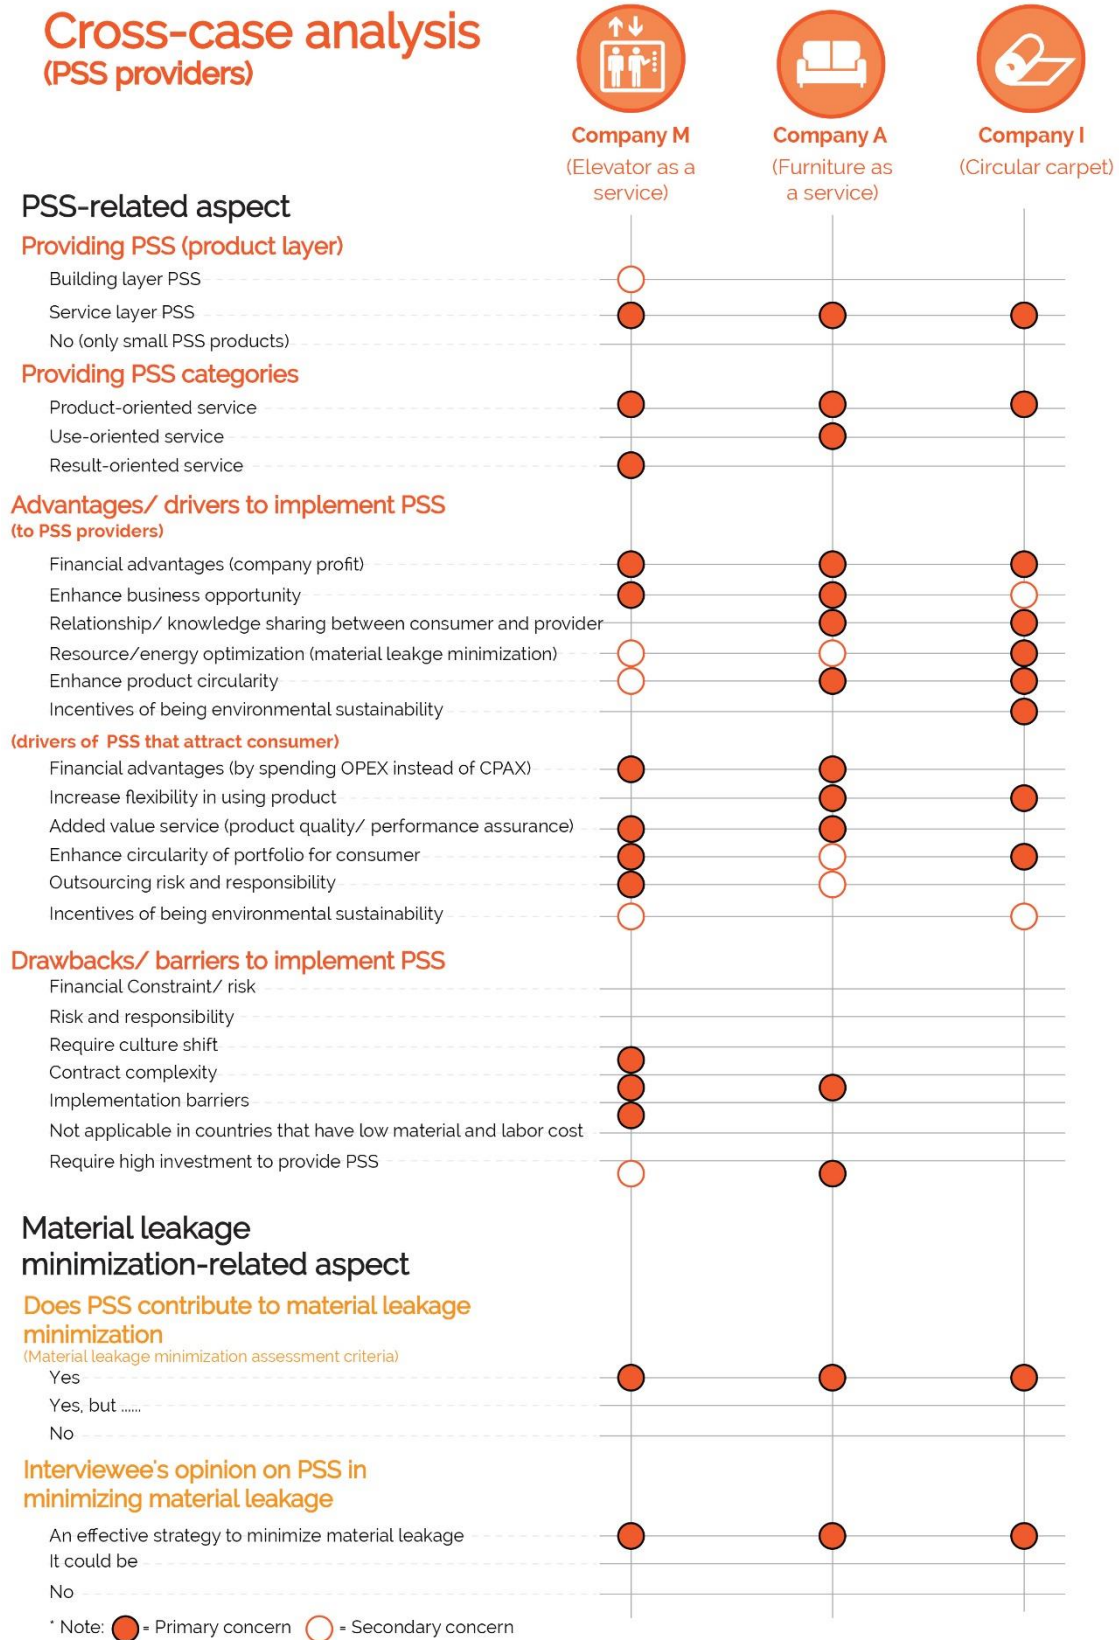 Cross-case analysis
(PSS providers)
Company M
(Elevator as a
service)
Company A
(Furniture as
a service)
Company I
(Circular carpet)
PSS-related aspect
Providing PSS (product layer)
Building layer PSS
Service layer PSS
No (only small PSS products)
Providing PSS categories
Product-oriented service
Use-oriented service
Result-oriented service
Advantages/ drivers to implement PSS
(to PSS providers)
Financial advantages (company profit)
Enhance business opportunity
Relationship/ knowledge sharing between consumer and provider
Resource/energy optimization (material leakge minimization)
Enhance product circularity
Incentives of being environmental sustainability
(drivers of PSS that attract consumer)
Financial advantages (by spending OPEX instead of CPAX)
Increase flexibility in using product
Added value service (product quality/ performance assurance)
Enhance circularity of portfolio for consumer
Outsourcing risk and responsibility
Incentives of being environmental sustainability
Drawbacks/ barriers to implement PSS
Financial Constraint/ risk
Risk and responsibility
Require culture shift
Contract complexity
Implementation barriers
Not applicable in countries that have low material and labor cost
Require high investment to provide PSS
Material leakage
minimization-related aspect
Does PSS contribute to material leakage
minimization
(Material leakage minimization assessment criteria)
Yes
Yes, but ......
No
Interviewee's opinion on PSS in
minimizing material leakage
An effective strategy to minimize material leakage
It could be
No
* Note: = Primary concern = Secondary concern